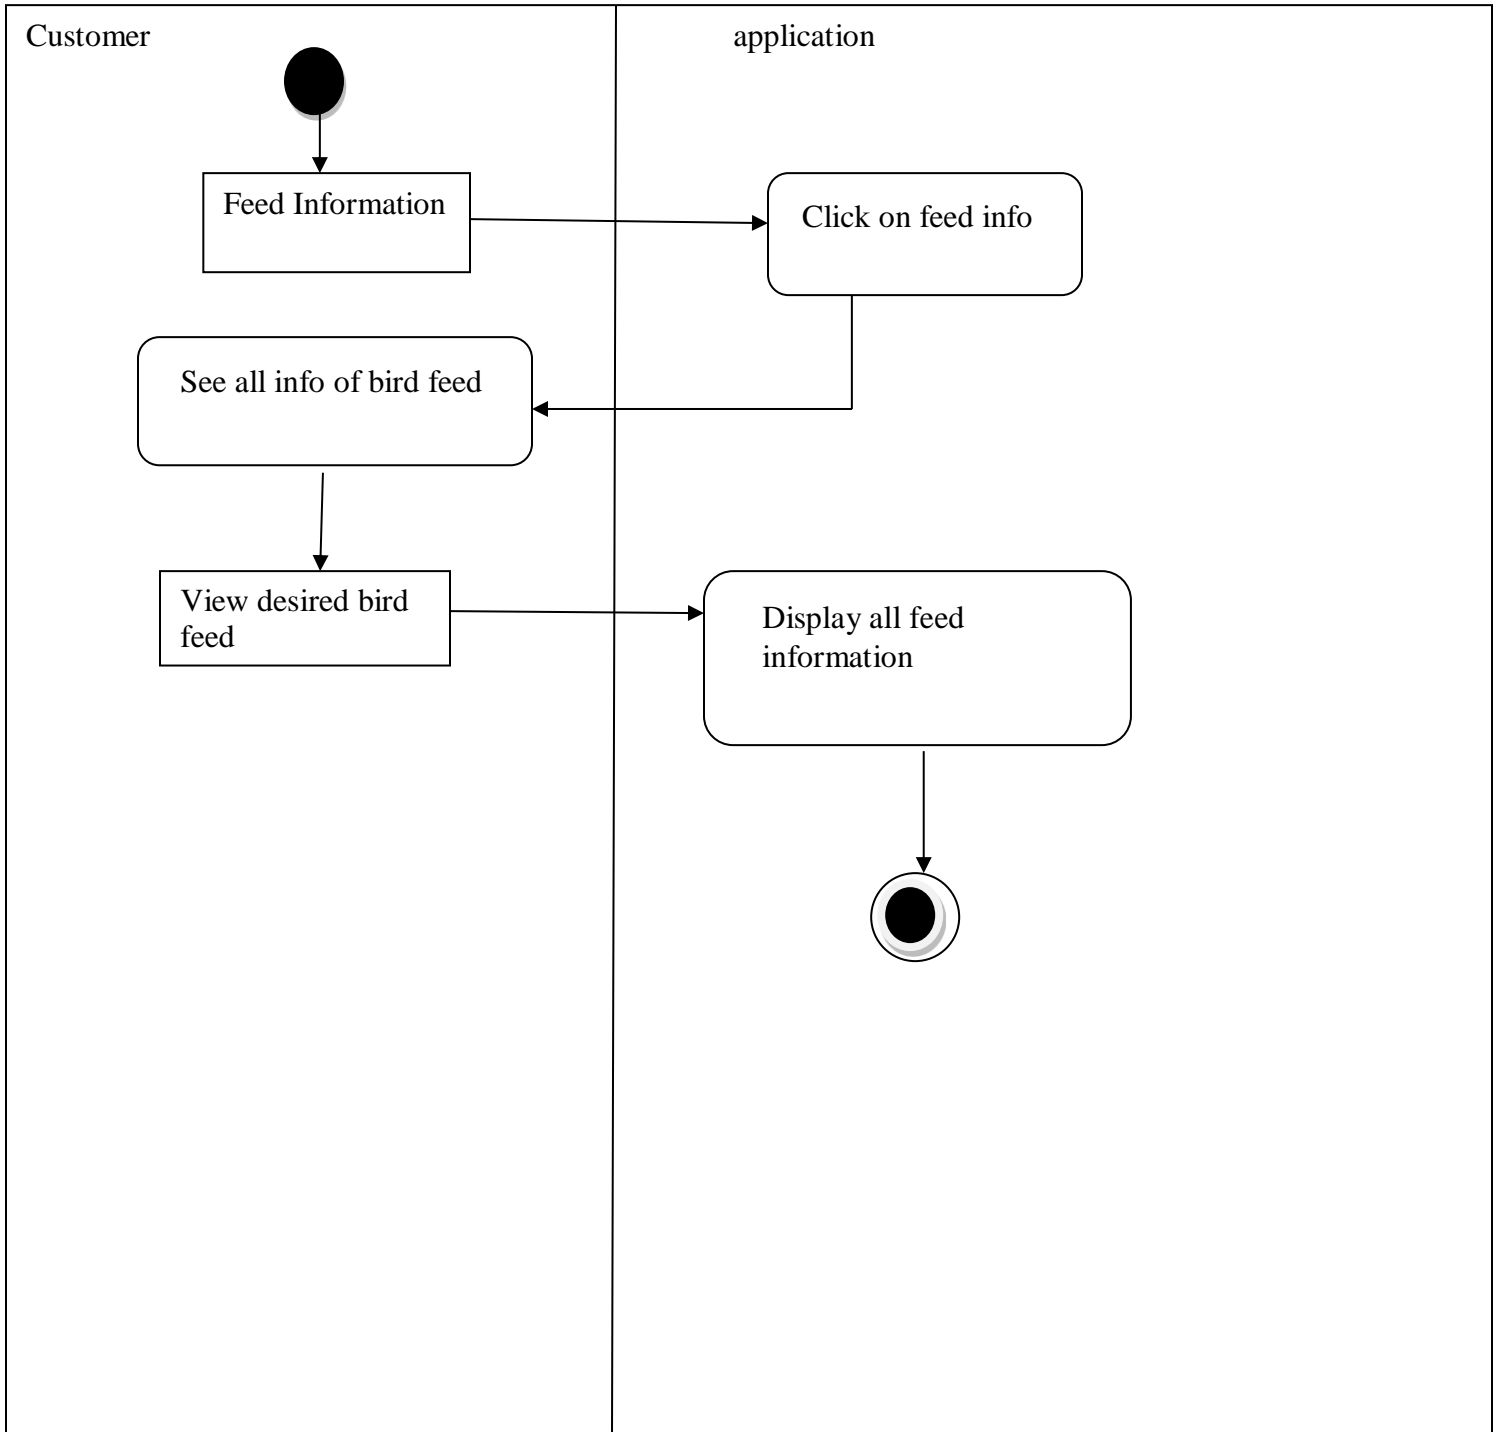 Customer
application
Feed Information
Click on feed info
See all info of bird feed
View desired bird
feed
Display all feed
information